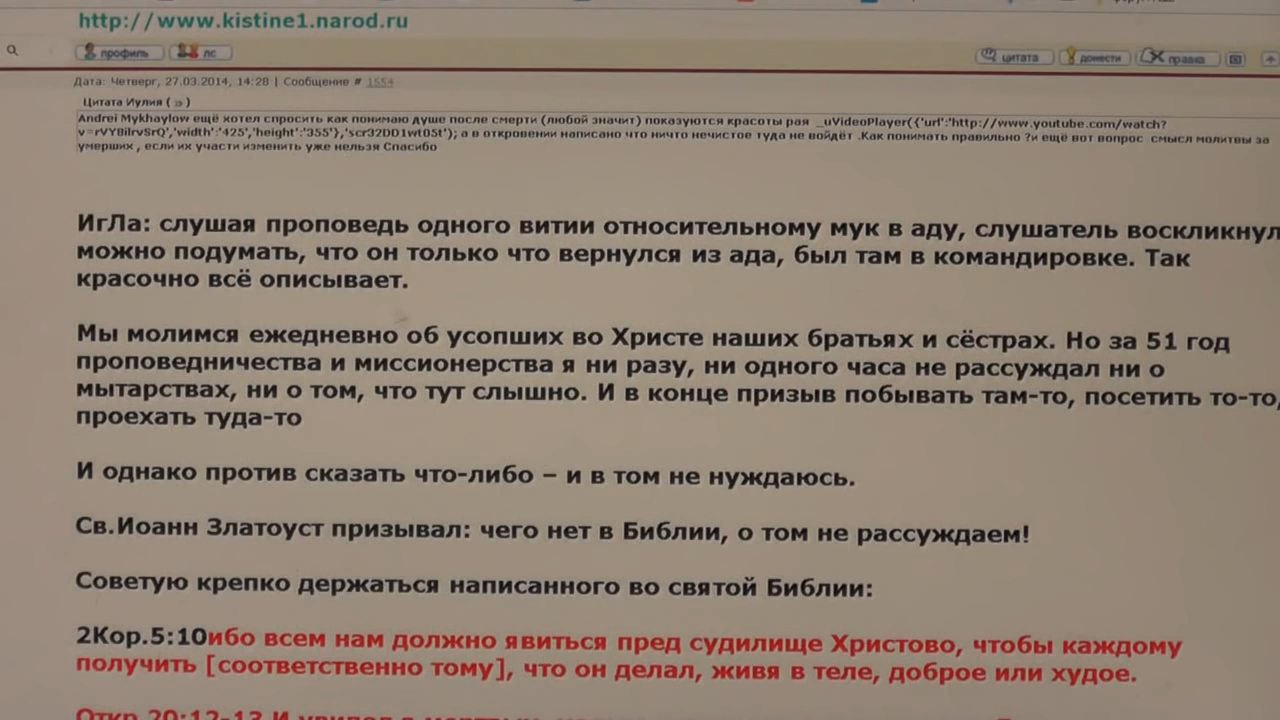 http://www.kistine1.narod.ru
профиль лс цитата донести правка
Дата: Четверг, 27.03.2014, 14:28 | Сообщение # 1554
Цитата Иулия ( )
Andrei Mykhaylow ещё хотел спросить как понимаю душе после смерти (любой значит) показуются красоты рая _uVideoPlayer({'url':'http://www.youtube.com/watch?
v=rVY8ilrvSrQ','width':'425','height':'355'},'scr32DD1wt05t'); а в откровении написано что ничто нечистое туда не войдёт .Как понимать правильно ?и ещё вот вопрос смысл молитвы за
умерших , если их участи изменить уже нельзя Спасибо
ИгЛа: слушая проповедь одного витии относительному мук в аду, слушатель воскликнул
можно подумать, что он только что вернулся из ада, был там в командировке. Так
красочно всё описывает.
Мы молимся ежедневно об усопших во Христе наших братьях и сёстрах. Но за 51 год
проповедничества и миссионерства я ни разу, ни одного часа не рассуждал ни о
мытарствах, ни о том, что тут слышно. И в конце призыв побывать там-то, посетить то-то,
проехать туда-то
И однако против сказать что-либо – и в том не нуждаюсь.
Св.Иоанн Златоуст призывал: чего нет в Библии, о том не рассуждаем!
Советую крепко держаться написанного во святой Библии:
2Кор.5:10ибо всем нам должно явиться пред судилище Христово, чтобы каждому
получить [соответственно тому], что он делал, живя в теле, доброе или худое.
Откр.20:12-13 И увидел я